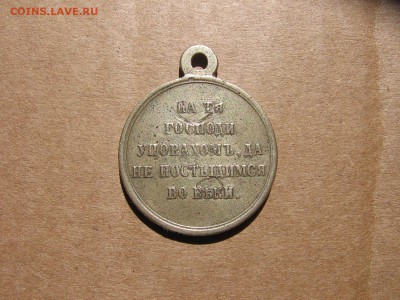 COINS.LAVE.RU
НА ТЯ
ГОСПОДИ
УПОВАХОМЪ, ДА
НЕ ПОСТЫДИМСЯ
ВО ВѢКИ.